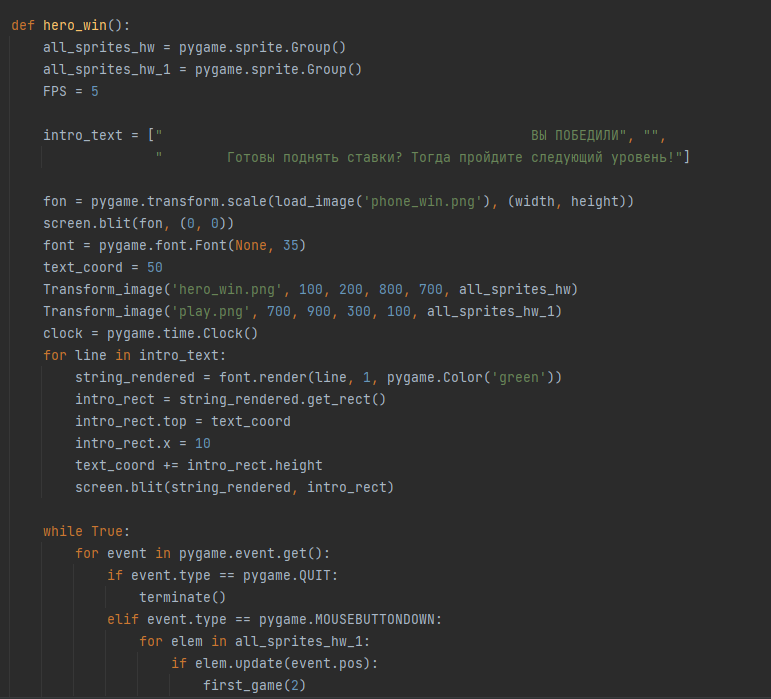 def hero_win():
    all_sprites_hw = pygame.sprite.Group()
    all_sprites_hw_1 = pygame.sprite.Group()
    FPS = 5

    intro_text = ["                                              ВЫ ПОБЕДИЛИ", "",
                  "        Готовы поднять ставки? Тогда пройдите следующий уровень!"]

    fon = pygame.transform.scale(load_image('phone_win.png'), (width, height))
    screen.blit(fon, (0, 0))
    font = pygame.font.Font(None, 35)
    text_coord = 50
    Transform_image('hero_win.png', 100, 200, 800, 700, all_sprites_hw)
    Transform_image('play.png', 700, 900, 300, 100, all_sprites_hw_1)
    clock = pygame.time.Clock()
    for line in intro_text:
        string_rendered = font.render(line, 1, pygame.Color('green'))
        intro_rect = string_rendered.get_rect()
        intro_rect.top = text_coord
        intro_rect.x = 10
        text_coord += intro_rect.height
        screen.blit(string_rendered, intro_rect)

    while True:
        for event in pygame.event.get():
            if event.type == pygame.QUIT:
                terminate()
            elif event.type == pygame.MOUSEBUTTONDOWN:
                for elem in all_sprites_hw_1:
                    if elem.update(event.pos):
                        first_game(2)